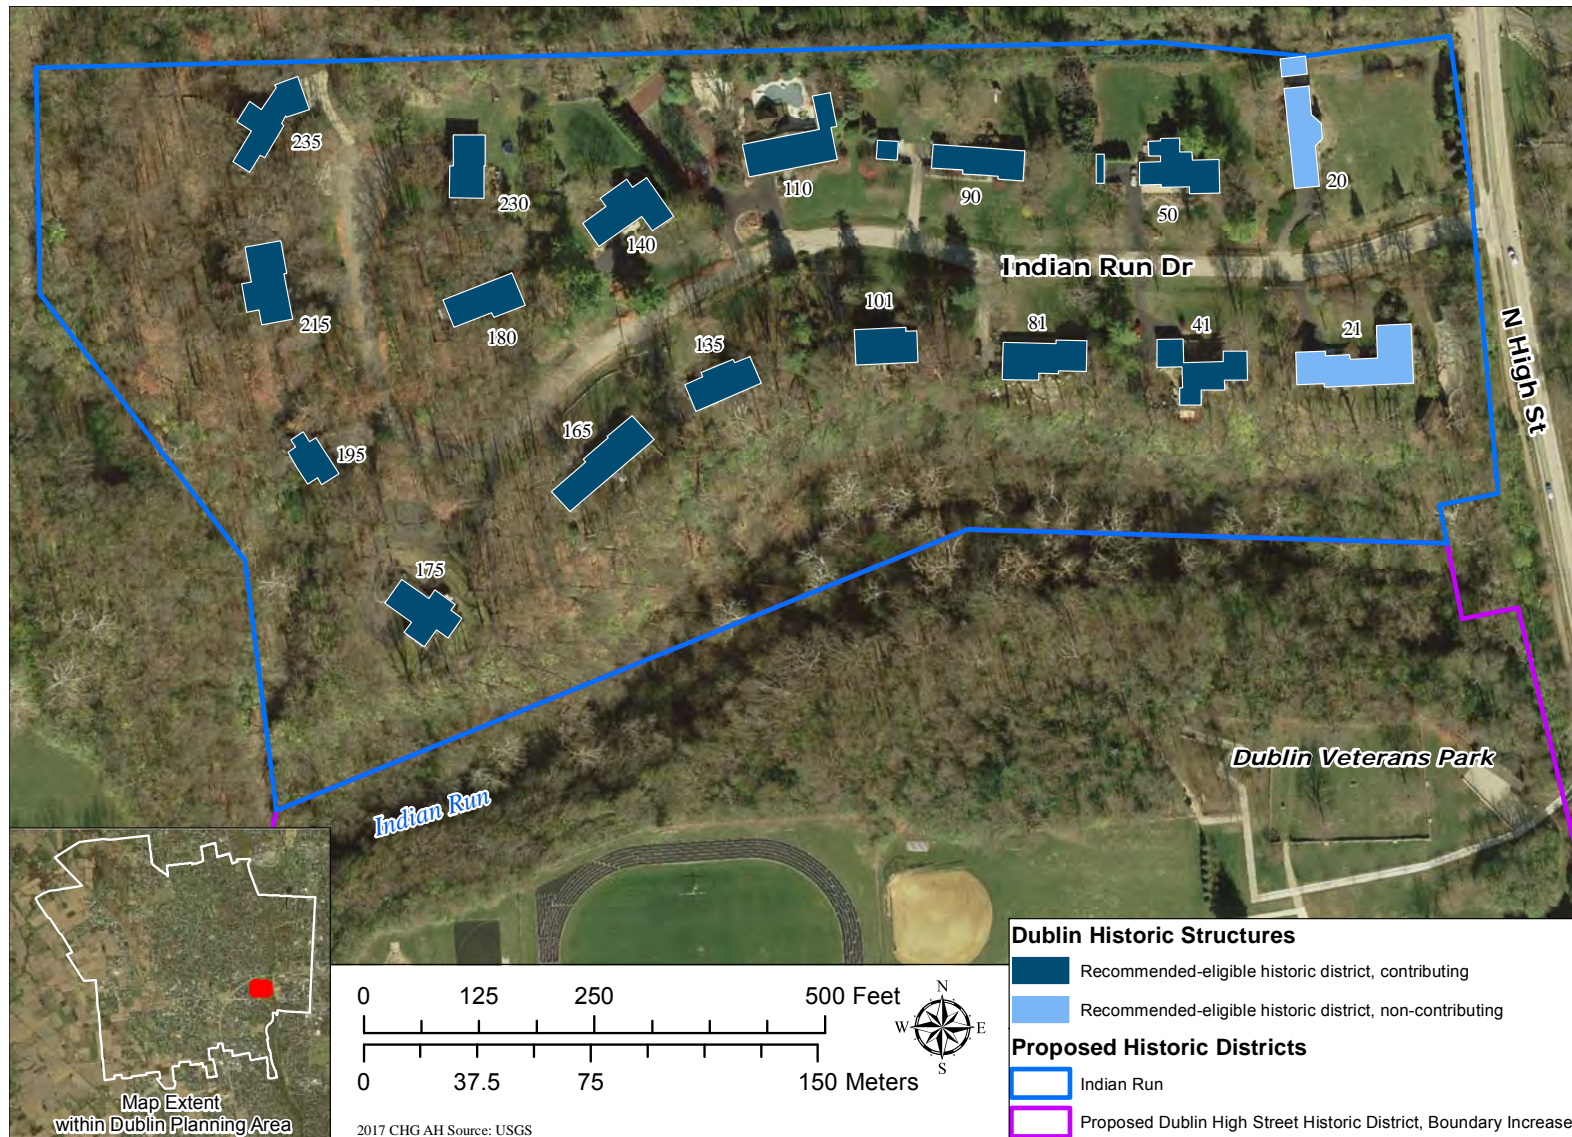 235
230
140
110
90
50
20
Indian Run Dr
215
180
135
101
81
41
21
N High St
195
165
175
Dublin Veterans Park
Indian Run
Map Extent
within Dublin Planning Area
0 125 250 500 Feet
0 37.5 75 150 Meters
N
W E
S
2017 CHG AH Source: USGS
Dublin Historic Structures
Recommended-eligible historic district, contributing
Recommended-eligible historic district, non-contributing
Proposed Historic Districts
Indian Run
Proposed Dublin High Street Historic District, Boundary Increase